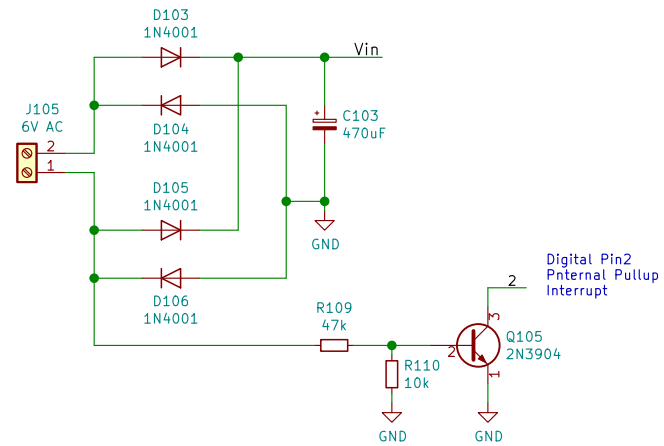 D103
1N4001
Vin
J105
6V AC
2
1
D104
1N4001
+
C103
470uF
D105
1N4001
GND
D106
1N4001
Digital Pin2
Pnternal Pullup
Interrupt
2
R109
47k
3
Q105
2N3904
2
1
R110
10k
GND
GND